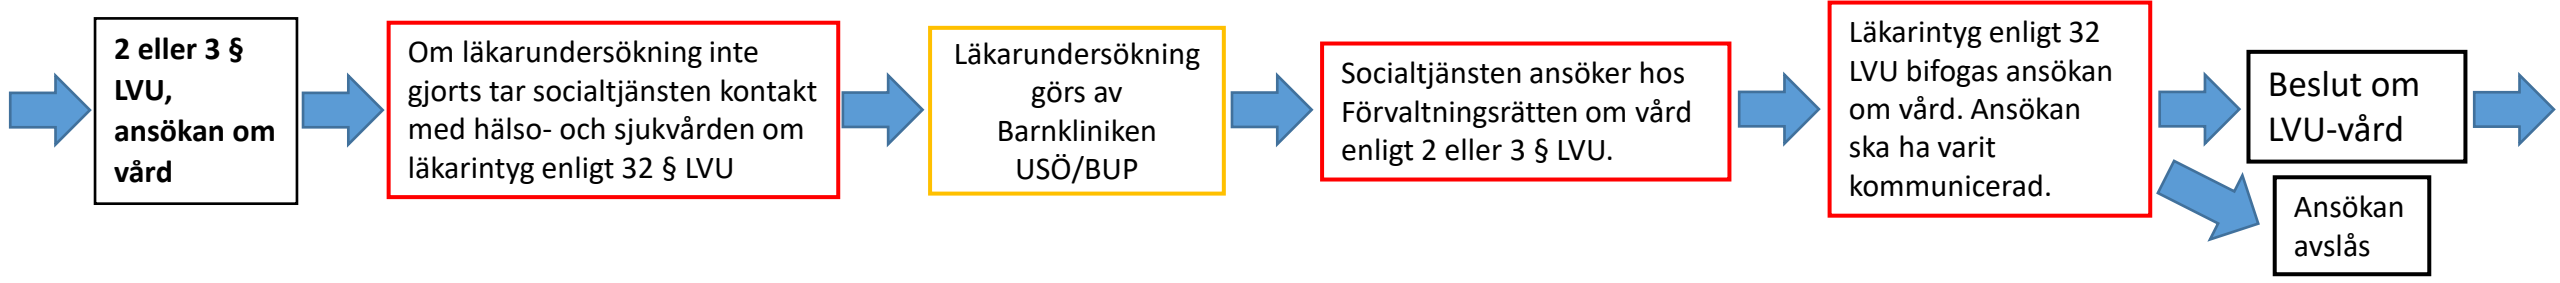 2 eller 3 §
LVU,
ansökan om
vård
Om läkarundersökning inte
gjorts tar socialtjänsten kontakt
med hälso- och sjukvården om
läkarintyg enligt 32 § LVU
Läkarundersökning
görs av
Barnkliniken
USÖ/BUP
Socialtjänsten ansöker hos
Förvaltningsrätten om vård
enligt 2 eller 3 § LVU.
Läkarintyg enligt 32
LVU bifogas ansökan
om vård. Ansökan
ska ha varit
kommunicerad.
Beslut om
LVU-vård
Ansökan
avslås